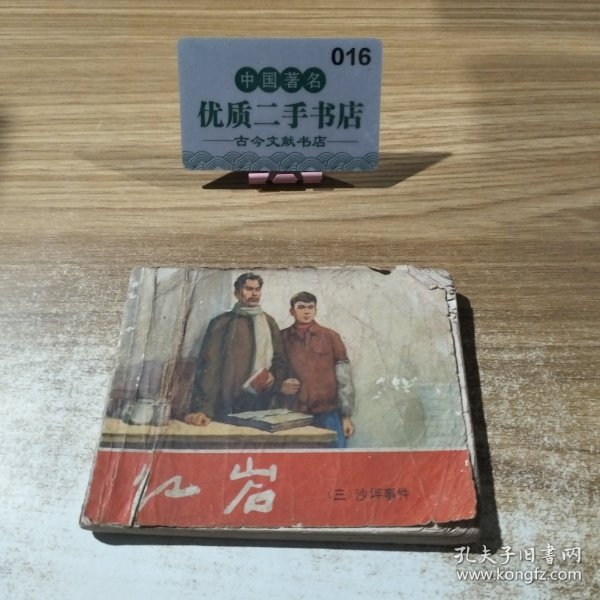 016
中国著名
优质二手书店
古今文献书店
红岩
(三)沙坪事件
孔夫子旧书网
www.kongfz.com